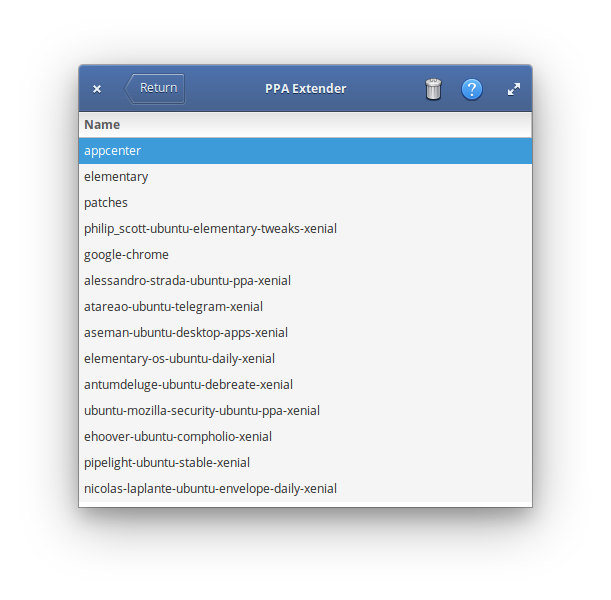 Return
PPA Extender
?
Name
appcenter
elementary
patches
philip_scott-ubuntu-elementary-tweaks-xenial
google-chrome
alessandro-strada-ubuntu-ppa-xenial
atareao-ubuntu-telegram-xenial
aseman-ubuntu-desktop-apps-xenial
elementary-os-ubuntu-daily-xenial
antumdeluge-ubuntu-debreate-xenial
ubuntu-mozilla-security-ubuntu-ppa-xenial
ehoover-ubuntu-compholio-xenial
pipelight-ubuntu-stable-xenial
nicolas-laplante-ubuntu-envelope-daily-xenial